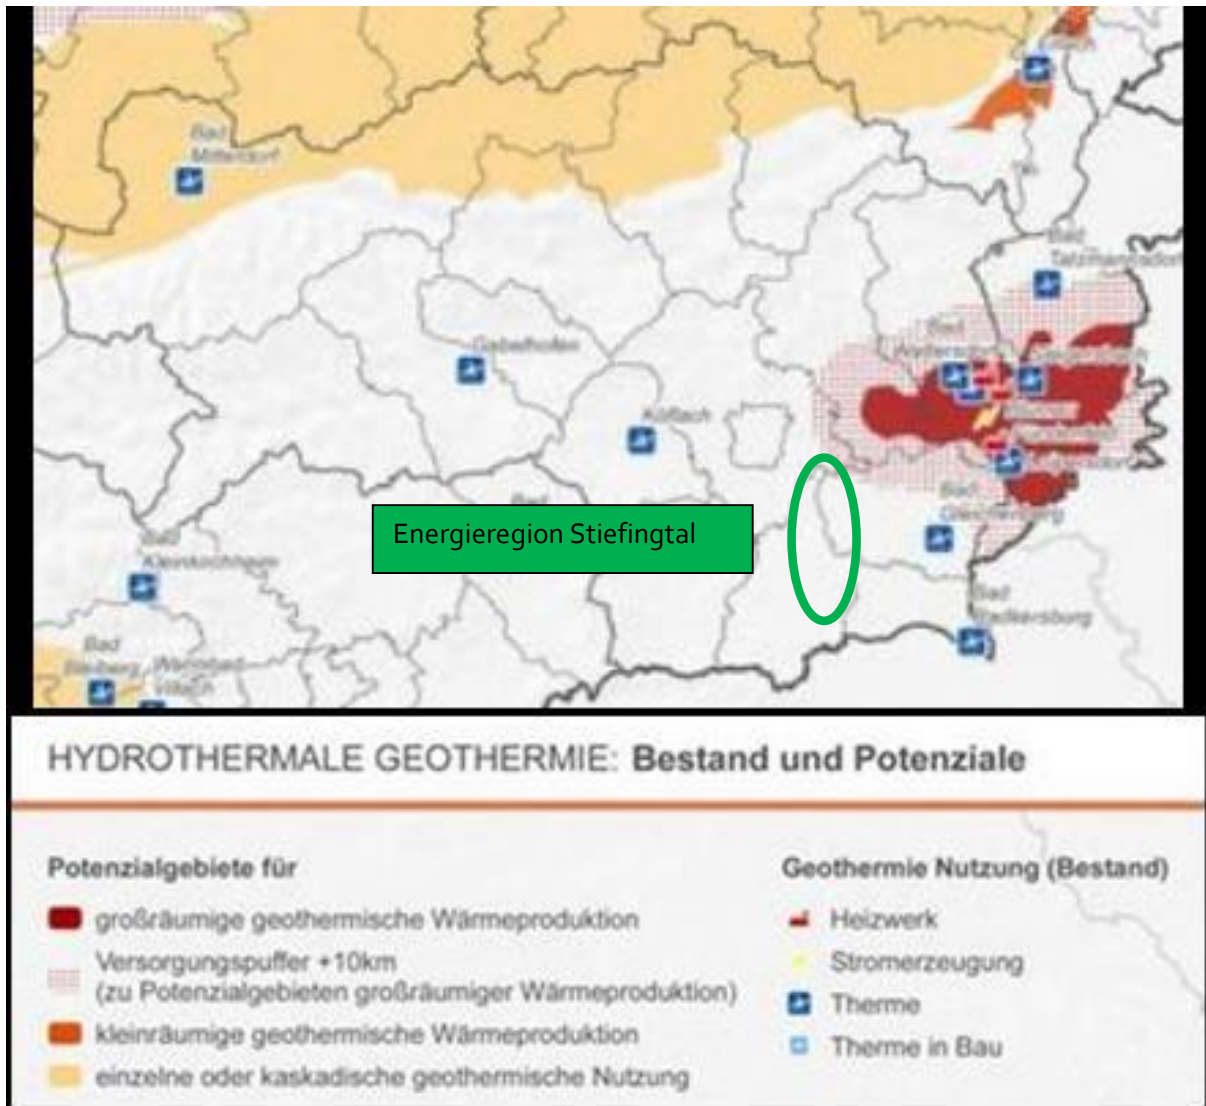 Bad
Mitterndorf
Bad
Tatzmannsdorf
Bad
Gabelhofen
Köflach
Bad
Bad
Energieregion Stiefingtal
Bad
Kleinkirchheim
Bad
Radkersburg
Bad
Bleiberg
Warmbad
Villach
HYDROTHERMALE GEOTHERMIE: Bestand und Potenziale
Potenzialgebiete für
großräumige geothermische Wärmeproduktion
Versorgungspuffer +10km
(zu Potenzialgebieten großräumiger Wärmeproduktion)
kleinräumige geothermische Wärmeproduktion
einzelne oder kaskadische geothermische Nutzung
Geothermie Nutzung (Bestand)
Heizwerk
Stromerzeugung
Therme
Therme in Bau